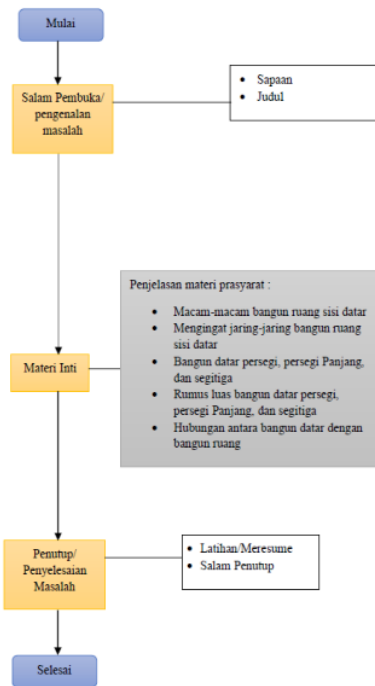 Mulai
Salam Pembuka/
pengenalan
masalah
• Sapaan
• Judul
Penjelasan materi prasyarat :
• Macam-macam bangun ruang sisi datar
• Mengingat jaring-jaring bangun ruang
sisi datar
• Bangun datar persegi, persegi Panjang,
dan segitiga
• Rumus luas bangun datar persegi,
persegi Panjang, dan segitiga
• Hubungan antara bangun datar dengan
bangun ruang
Materi Inti
Penutup/
Penyelesaian
Masalah
• Latihan/Meresume
• Salam Penutup
Selesai